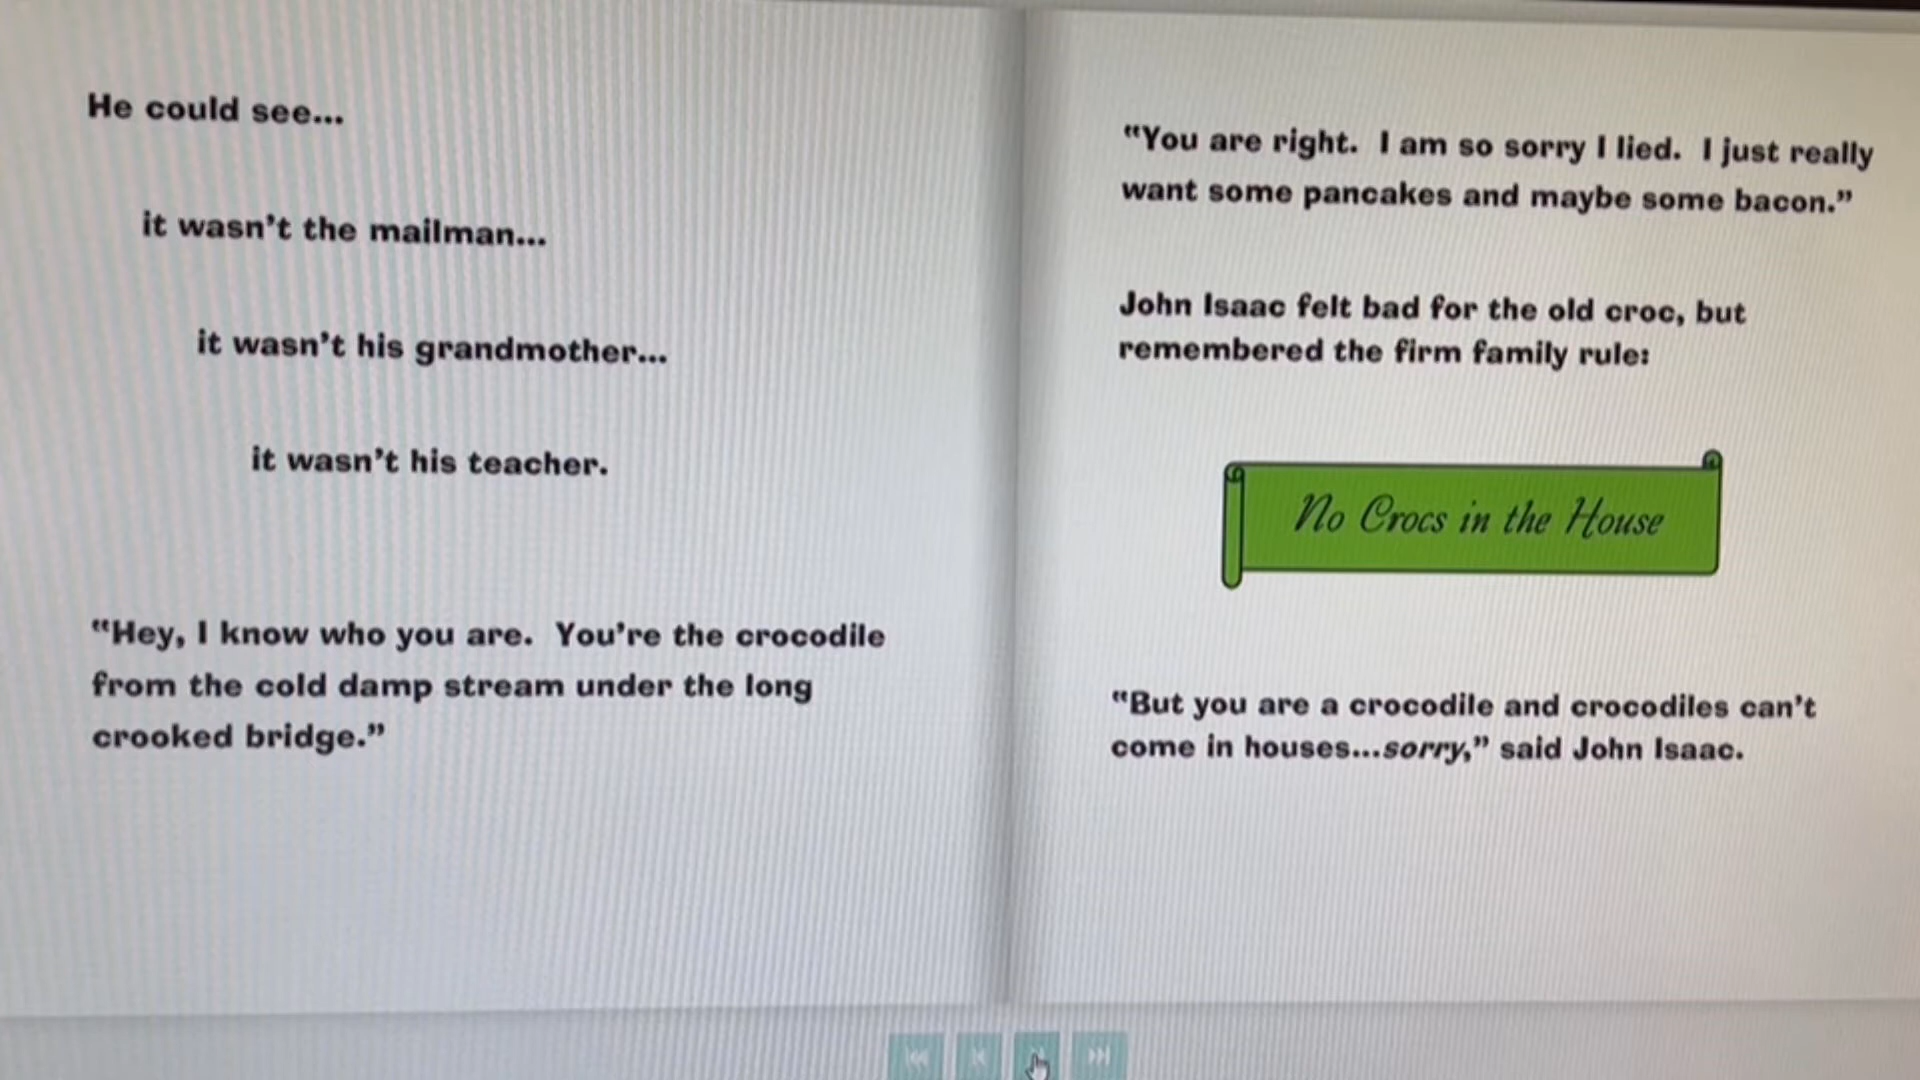 He could see...
it wasn't the mailman...
it wasn't his grandmother...
it wasn't his teacher.
"Hey, I know who you are.  You're the crocodile
from the cold damp stream under the long
crooked bridge."
"You are right.  I am so sorry I lied.  I just really
want some pancakes and maybe some bacon."
John Isaac felt bad for the old croc, but
remembered the firm family rule:
No Crocs in the House
"But you are a crocodile and crocodiles can't
come in houses...sorry," said John Isaac.